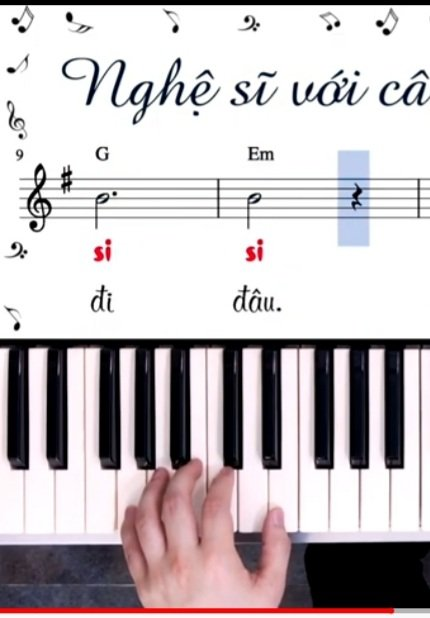 Nghệ sĩ với câ
9
G Em
si si
đi đâu.